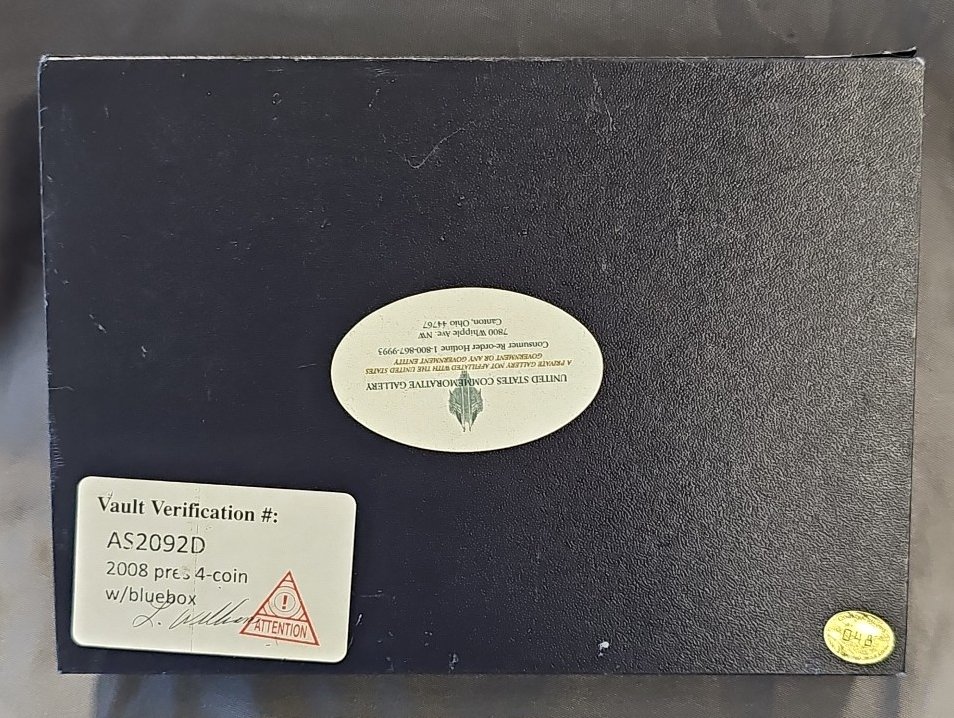 UNITED STATES COMMEMORATIVE GALLERY
A PRIVATE GALLERY NOT AFFILIATED WITH THE UNITED STATES
GOVERNMENT OR ANY GOVERNMENT ENTITY
Consumer Re-order Hotline 1-800-867-9993
7800 Whipple Ave. NW
Canton, Ohio 44767
Vault Verification #:
AS2092D
2008 pres 4-coin
w/bluebox
L. William
ATTENTION